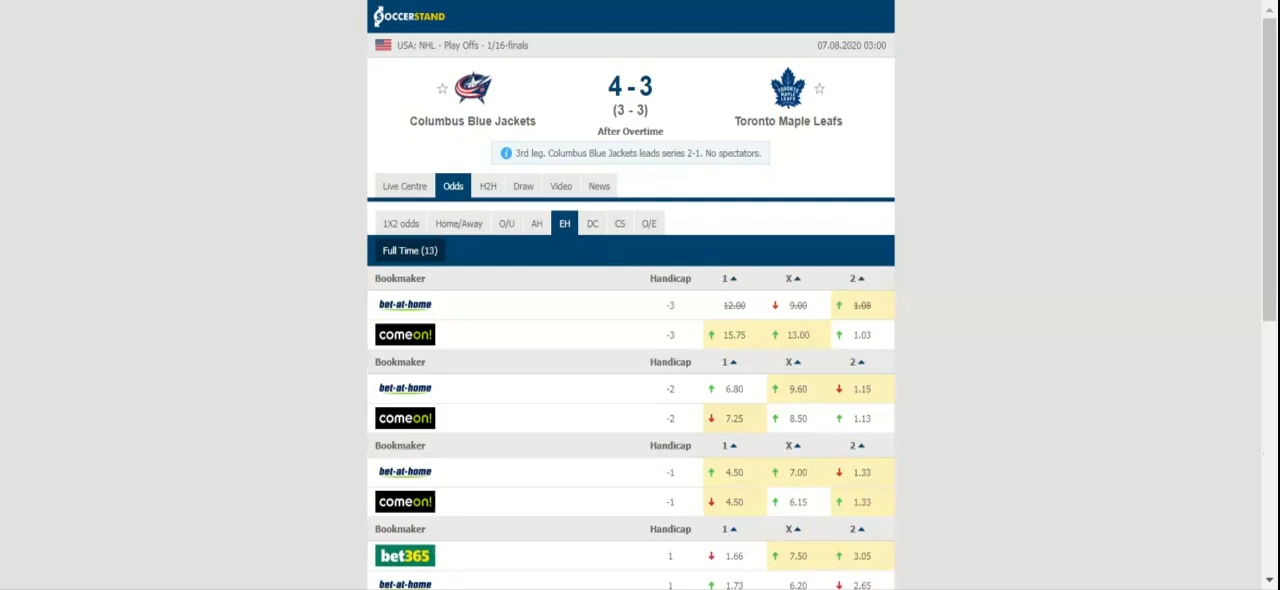 SOCCERSTAND
USA: NHL - Play Offs - 1/16-finals 07.08.2020 03:00
4 - 3
(3 - 3)
TORONTO MAPLE LEAFS
Columbus Blue Jackets Toronto Maple Leafs
After Overtime
3rd leg. Columbus Blue Jackets leads series 2-1. No spectators.
Live Centre Odds H2H Draw Video News
1X2 odds Home/Away O/U AH EH DC CS O/E
Full Time (13)
Bookmaker Handicap 1 X 2
bet-at-home -3 12.00 9.00 1.08
comeon! -3 15.75 13.00 1.03
Bookmaker Handicap 1 X 2
bet-at-home -2 6.80 9.60 1.15
comeon! -2 7.25 8.50 1.13
Bookmaker Handicap 1 X 2
bet-at-home -1 4.50 7.00 1.33
comeon! -1 4.50 6.15 1.33
Bookmaker Handicap 1 X 2
bet365 1 1.66 7.50 3.05
bet-at-home 1 1.73 6.20 2.65